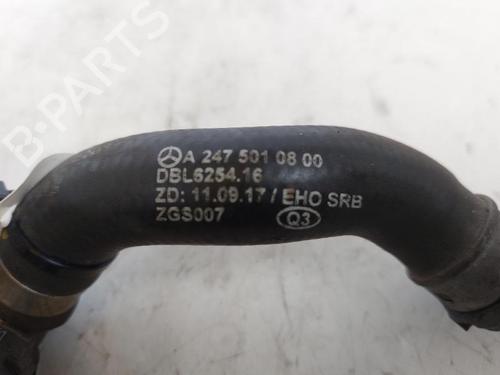 A 247 501 08 00
DBL6254.16
ZD: 11.09.17 / EHO SRB
ZGS007 Q3
B-Parts